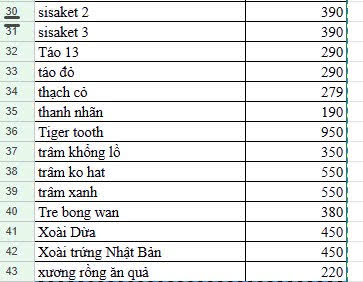 30 sisaket 2 390
31 sisaket 3 390
32 Táo 13 290
33 táo đỏ 290
34 thạch cỏ 279
35 thanh nhãn 190
36 Tiger tooth 950
37 trâm khổng lồ 350
38 trâm ko hat 550
39 trâm xanh 550
40 Tre bong wan 380
41 Xoài Dừa 450
42 Xoài trứng Nhật Bản 450
43 xương rồng ăn quả 220